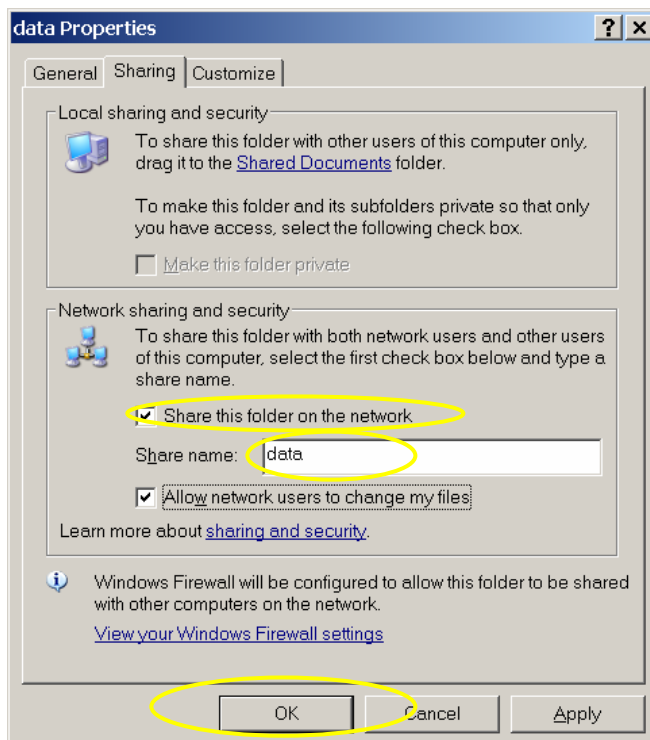 data Properties
General Sharing Customize
Local sharing and security
To share this folder with other users of this computer only,
drag it to the Shared Documents folder.
To make this folder and its subfolders private so that only
you have access, select the following check box.
Make this folder private
Network sharing and security
To share this folder with both network users and other users
of this computer, select the first check box below and type a
share name.
Share this folder on the network
Share name: data
Allow network users to change my files
Learn more about sharing and security.
Windows Firewall will be configured to allow this folder to be shared
with other computers on the network.
View your Windows Firewall settings
OK Cancel Apply